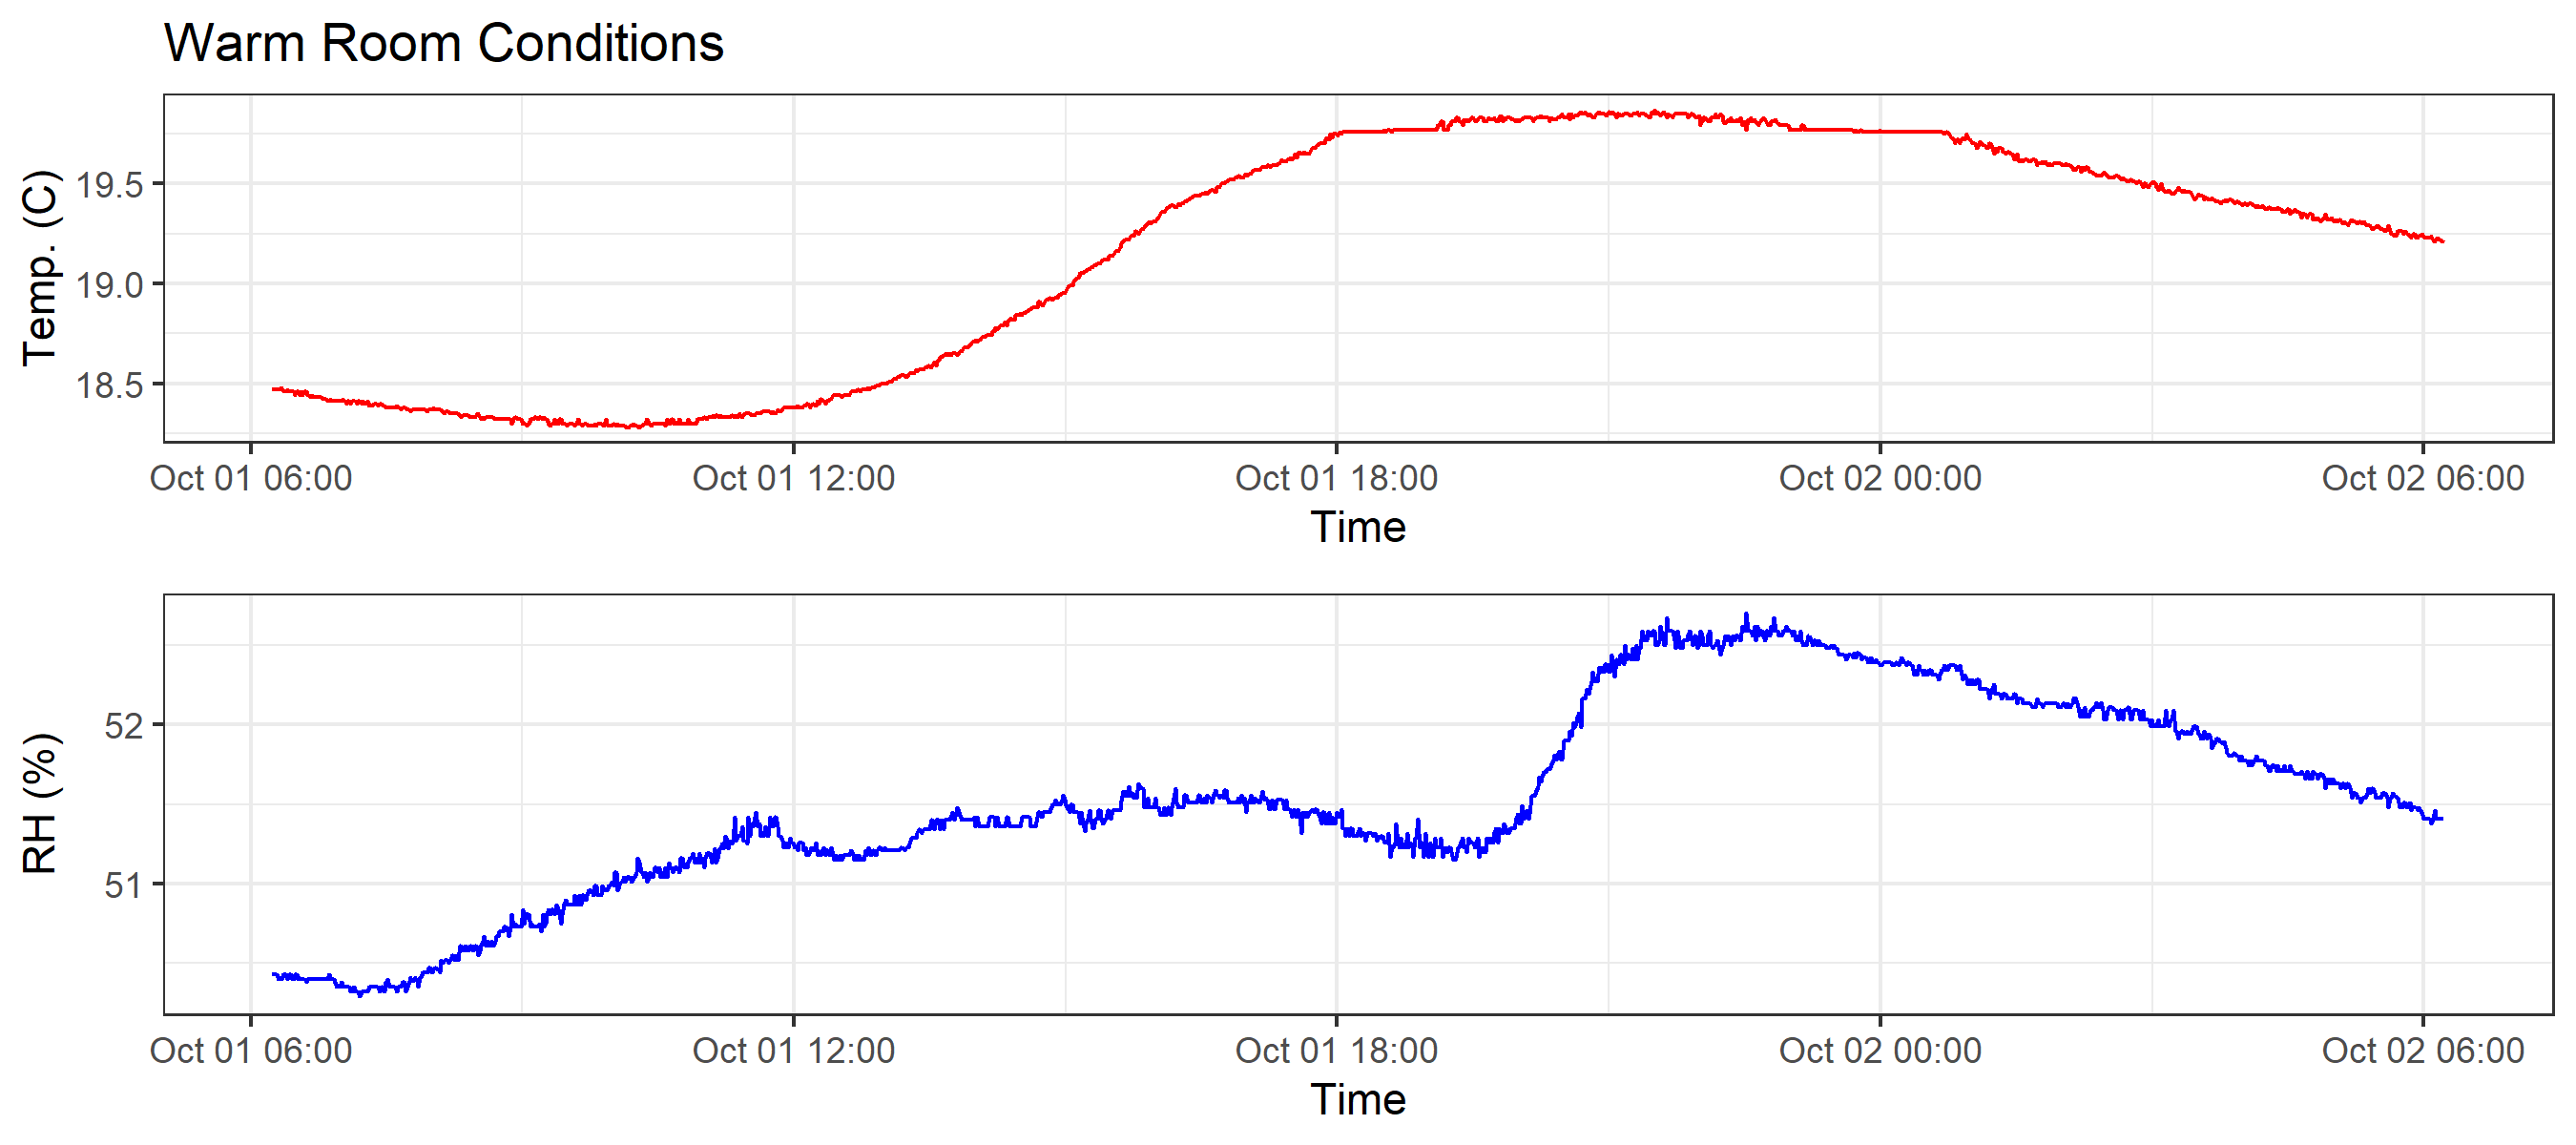 Warm Room Conditions
Temp. (C)
19.5
19.0
18.5
Oct 01 06:00 Oct 01 12:00 Oct 01 18:00 Oct 02 00:00 Oct 02 06:00
Time
RH (%)
52
51
Oct 01 06:00 Oct 01 12:00 Oct 01 18:00 Oct 02 00:00 Oct 02 06:00
Time